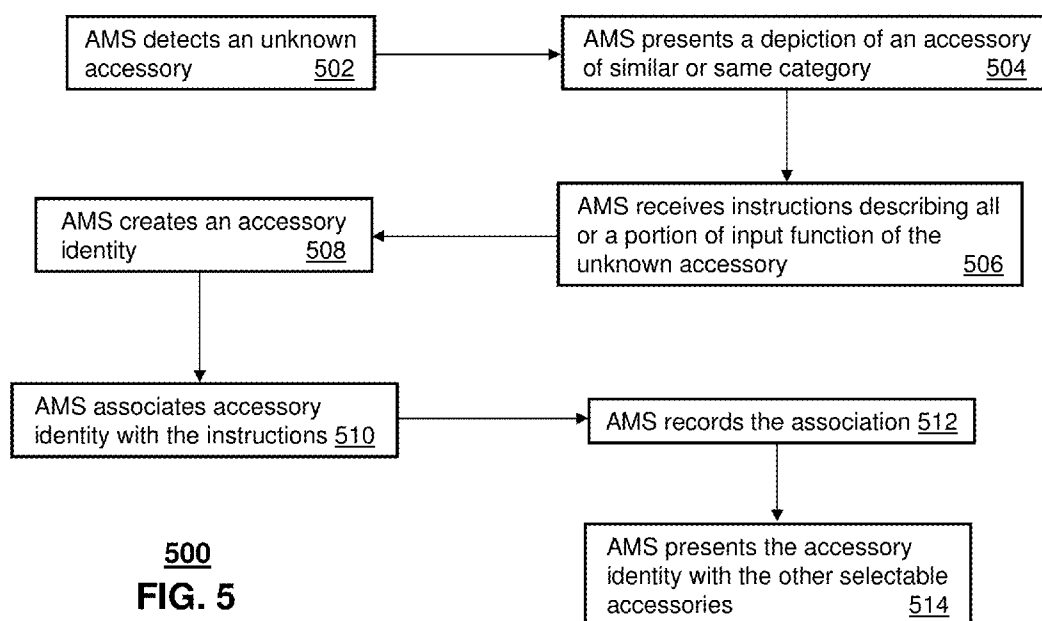 AMS detects an unknown
accessory 502
AMS presents a depiction of an accessory
of similar or same category 504
AMS receives instructions describing all
or a portion of input function of the
unknown accessory 506
AMS creates an accessory
identity 508
AMS associates accessory
identity with the instructions 510
AMS records the association 512
AMS presents the accessory
identity with the other selectable
accessories 514
500
FIG. 5